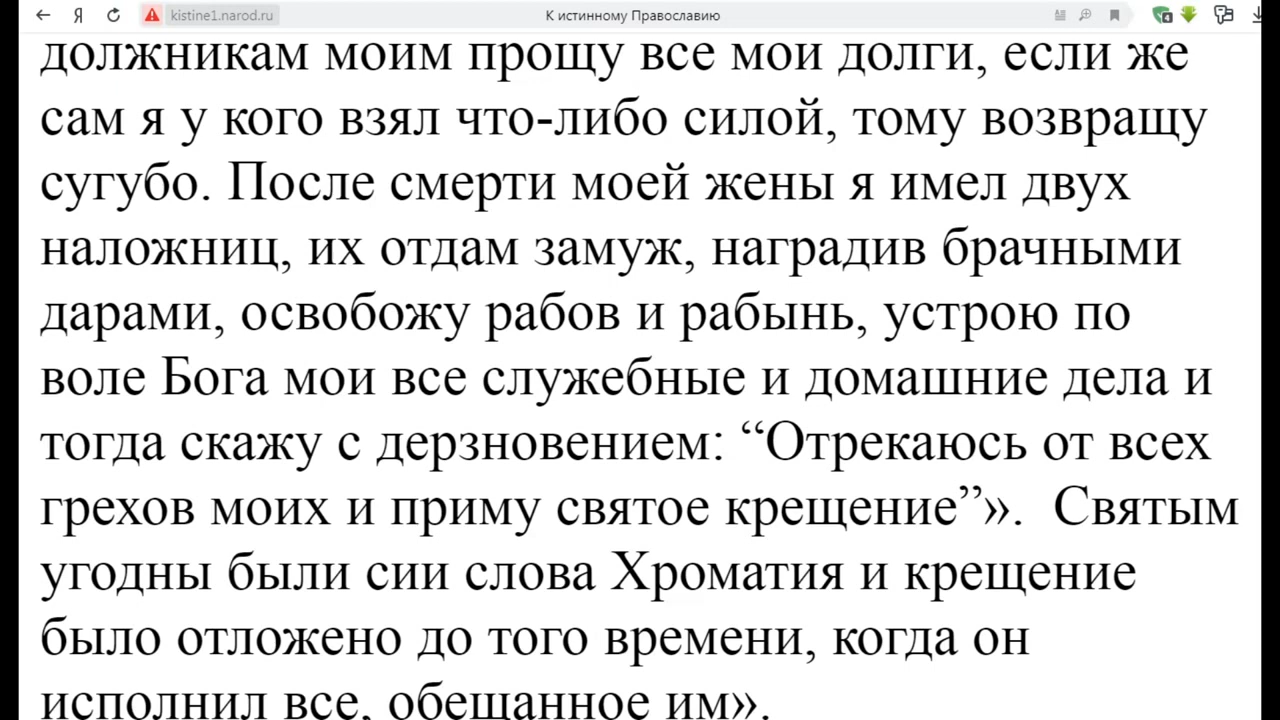 Я kistine1.narod.ru К истинному Православию 4
должникам моим прощу все мои долги, если же
сам я у кого взял что-либо силой, тому возвращу
сугубо. После смерти моей жены я имел двух
наложниц, их отдам замуж, наградив брачными
дарами, освобожу рабов и рабынь, устрою по
воле Бога мои все служебные и домашние дела и
тогда скажу с дерзновением: “Отрекаюсь от всех
грехов моих и приму святое крещение”». Святым
угодны были сии слова Хроматия и крещение
было отложено до того времени, когда он
исполнил все, обещанное им».